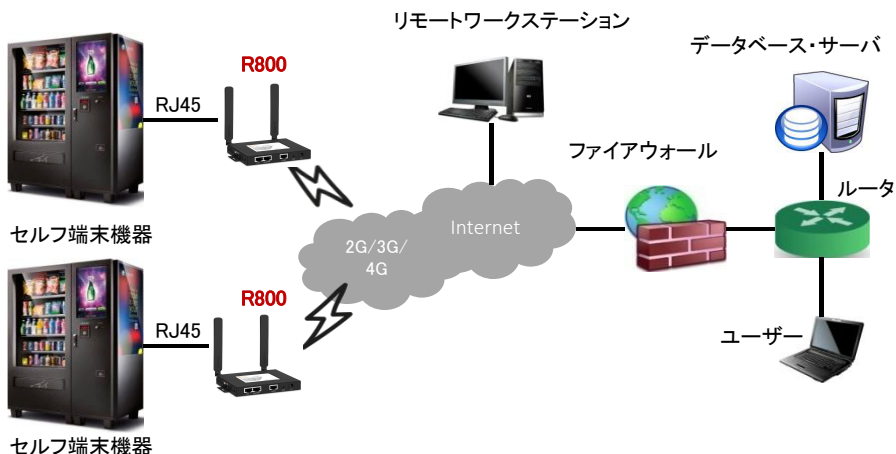 リモートワークステーション
データベース・サーバ
R800
RJ45
ファイアウォール
ルータ
Internet
セルフ端末機器
2G/3G/
4G
R800
RJ45
ユーザー
セルフ端末機器